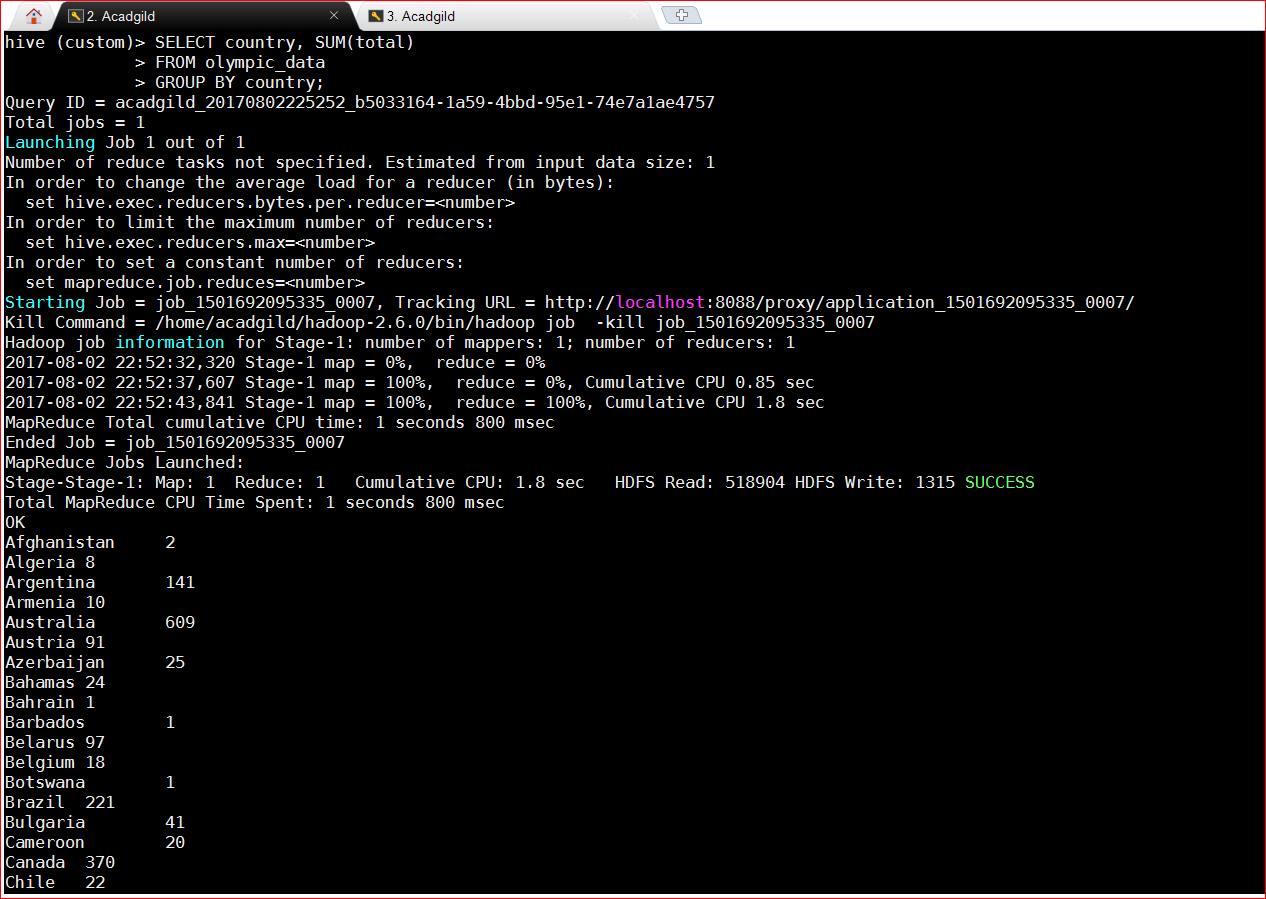 2. Acadgild
3. Acadgild
hive (custom)> SELECT country, SUM(total)
             > FROM olympic_data
             > GROUP BY country;
Query ID = acadgild_20170802225252_b5033164-1a59-4bbd-95e1-74e7a1ae4757
Total jobs = 1
Launching Job 1 out of 1
Number of reduce tasks not specified. Estimated from input data size: 1
In order to change the average load for a reducer (in bytes):
  set hive.exec.reducers.bytes.per.reducer=<number>
In order to limit the maximum number of reducers:
  set hive.exec.reducers.max=<number>
In order to set a constant number of reducers:
  set mapreduce.job.reduces=<number>
Starting Job = job_1501692095335_0007, Tracking URL = http://localhost:8088/proxy/application_1501692095335_0007/
Kill Command = /home/acadgild/hadoop-2.6.0/bin/hadoop job  -kill job_1501692095335_0007
Hadoop job information for Stage-1: number of mappers: 1; number of reducers: 1
2017-08-02 22:52:32,320 Stage-1 map = 0%,  reduce = 0%
2017-08-02 22:52:37,607 Stage-1 map = 100%,  reduce = 0%, Cumulative CPU 0.85 sec
2017-08-02 22:52:43,841 Stage-1 map = 100%,  reduce = 100%, Cumulative CPU 1.8 sec
MapReduce Total cumulative CPU time: 1 seconds 800 msec
Ended Job = job_1501692095335_0007
MapReduce Jobs Launched:
Stage-Stage-1: Map: 1  Reduce: 1   Cumulative CPU: 1.8 sec   HDFS Read: 518904 HDFS Write: 1315 SUCCESS
Total MapReduce CPU Time Spent: 1 seconds 800 msec
OK
Afghanistan     2
Algeria 8
Argentina       141
Armenia 10
Australia       609
Austria 91
Azerbaijan      25
Bahamas 24
Bahrain 1
Barbados        1
Belarus 97
Belgium 18
Botswana        1
Brazil  221
Bulgaria        41
Cameroon        20
Canada  370
Chile   22